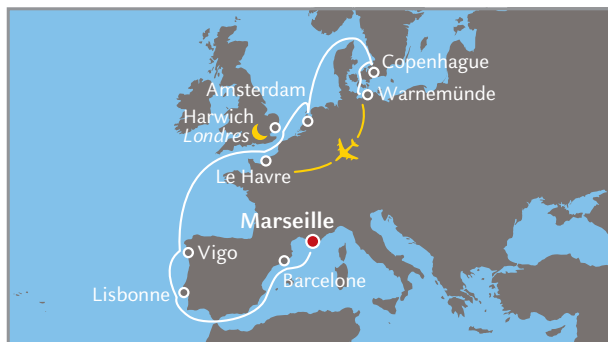 Copenhague
Amsterdam
Warnemünde
Harwich
Londres
Le Havre
Marseille
Vigo
Barcelone
Lisbonne